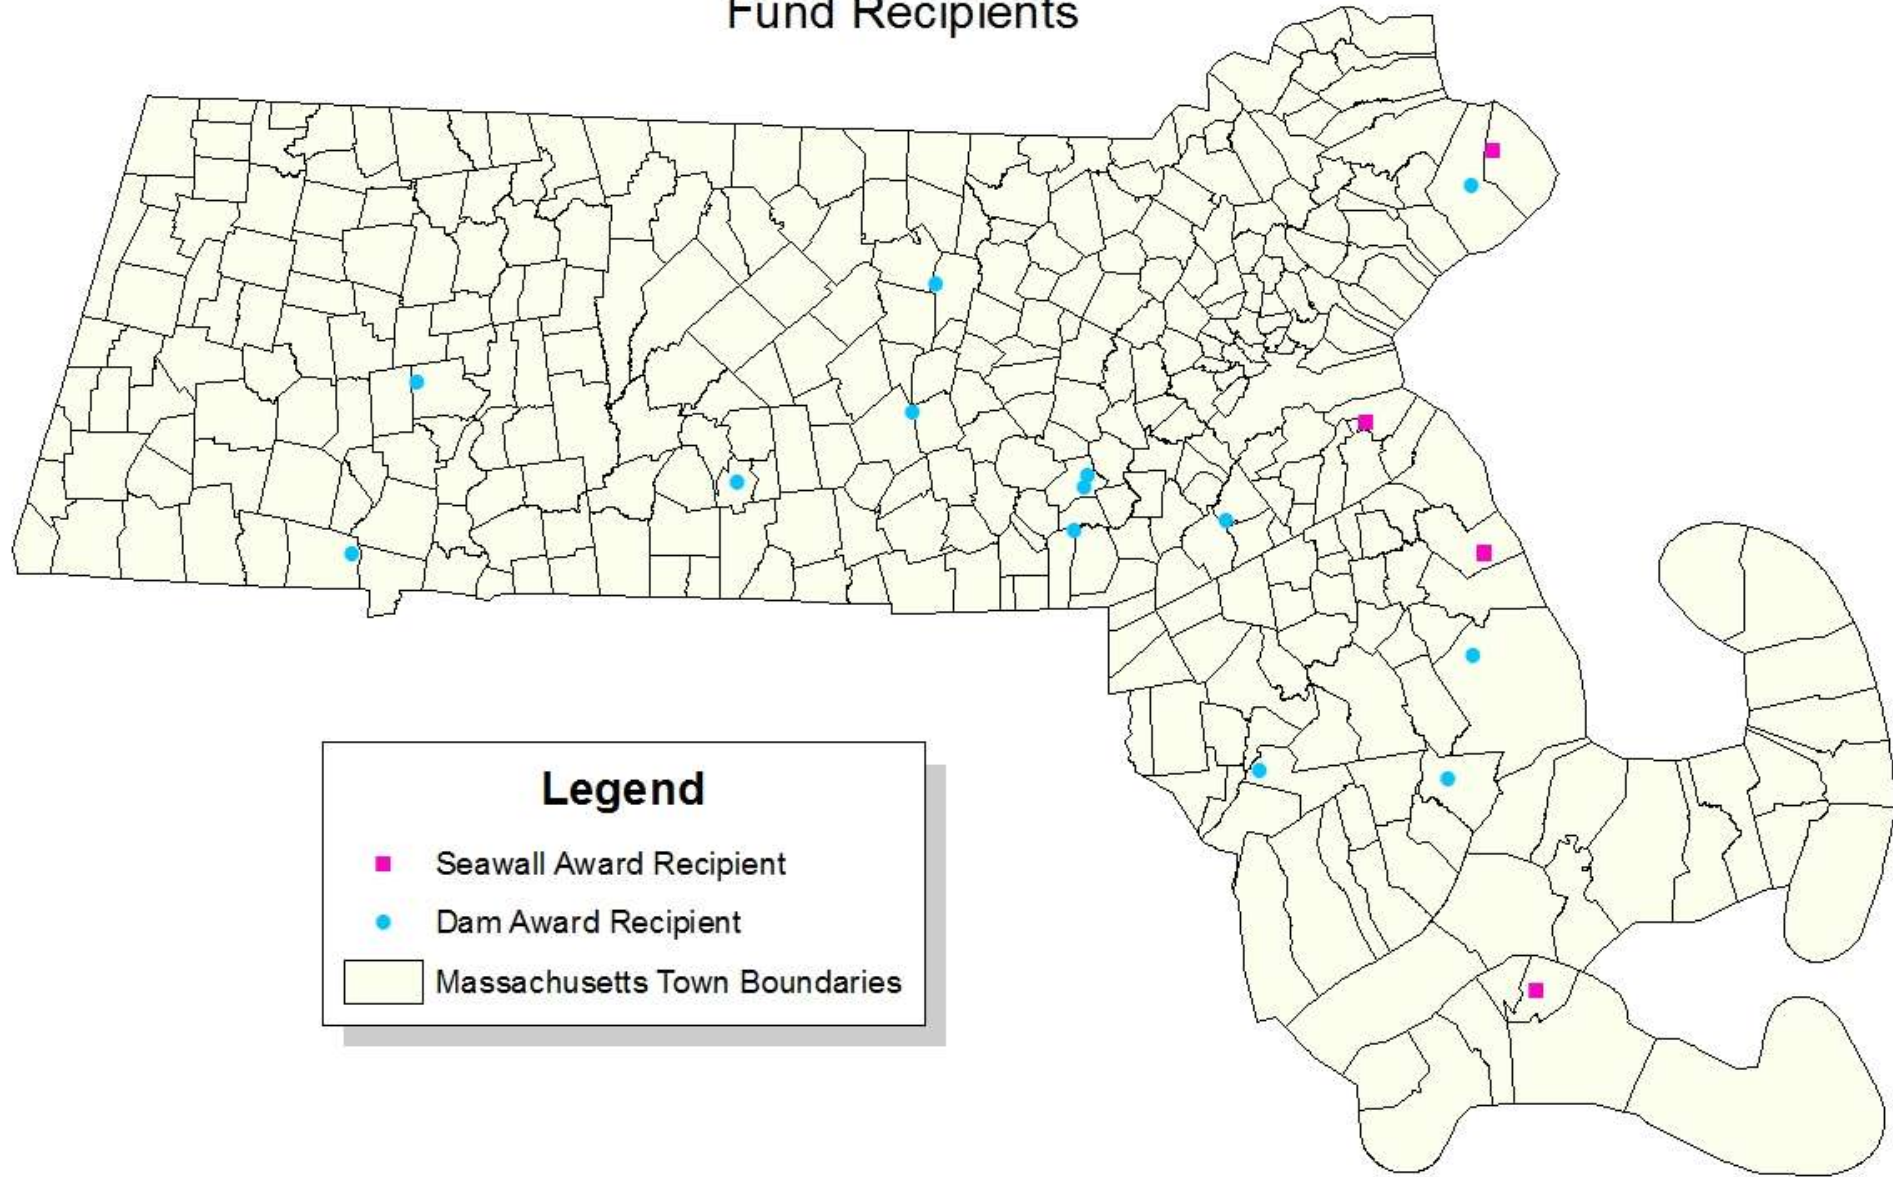 Fund Recipients
Legend
Seawall Award Recipient
Dam Award Recipient
Massachusetts Town Boundaries